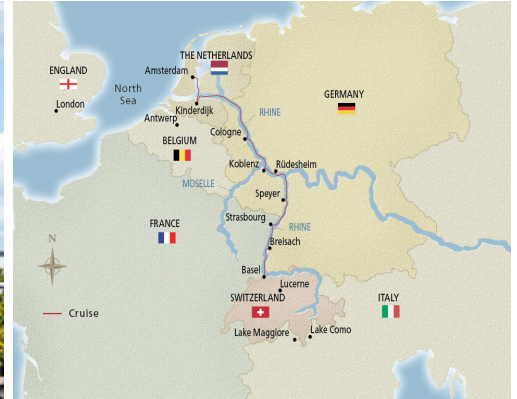 THE NETHERLANDS
Amsterdam
ENGLAND
North
Sea
GERMANY
London
Kinderdijk
RHINE
Antwerp
Cologne
BELGIUM
Koblenz
Rüdesheim
MOSELLE
Speyer
Strasbourg
FRANCE
RHINE
N
Breisach
Basel
Lucerne
SWITZERLAND
ITALY
Cruise
Lake Maggiore
Lake Como